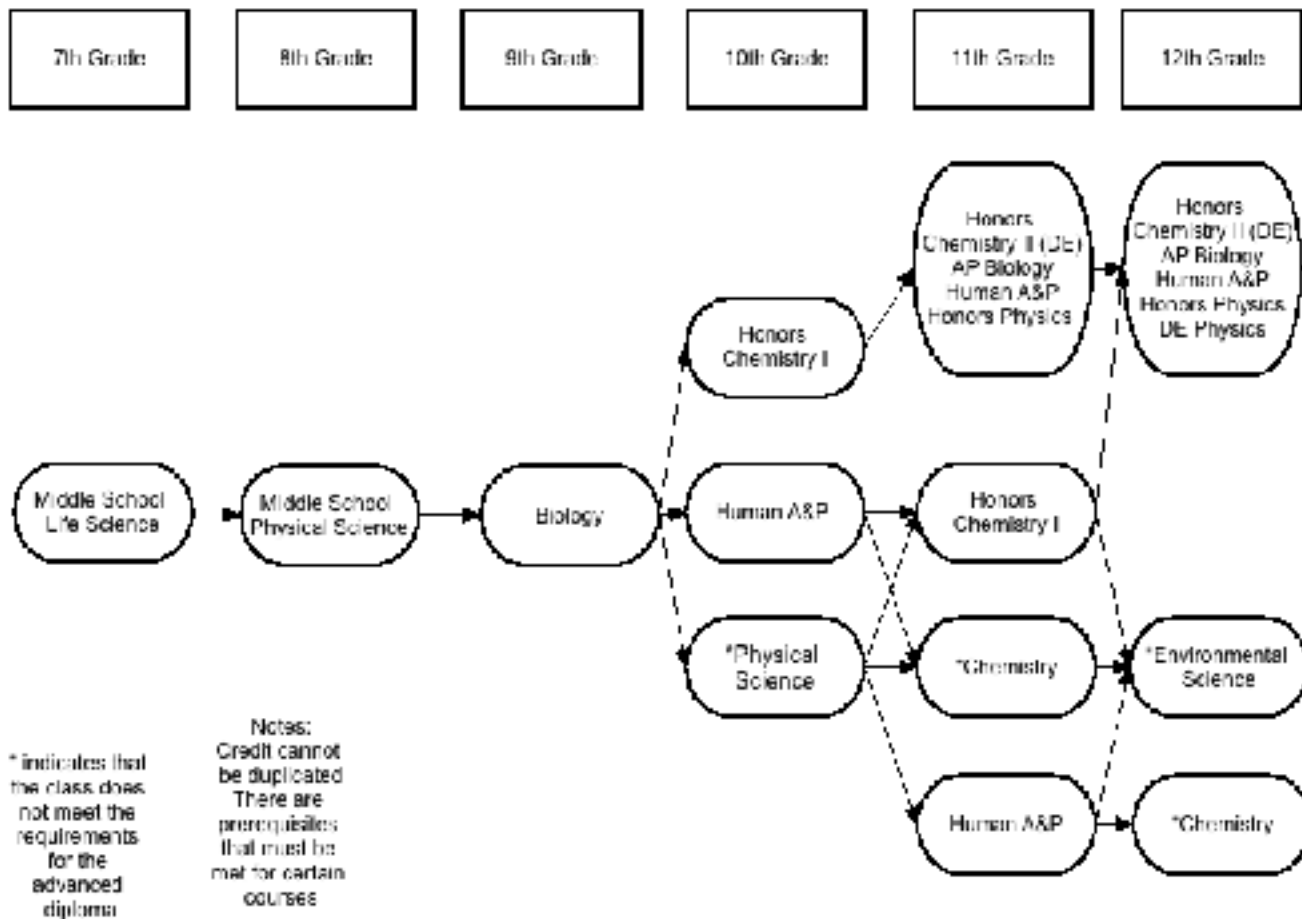 7th Grade
8th Grade
9th Grade
10th Grade
11th Grade
12th Grade
Honors
Chemistry II (DE)
AP Biology
Human A&P
Honors Physics
Honors
Chemistry II (DE)
AP Biology
Human A&P
Honors Physics
DE Physics
Honors
Chemistry I
Middle School
Life Science
Middle School
Physical Science
Biology
Human A&P
Honors
Chemistry I
*Physical
Science
*Chemistry
*Environmental
Science
Human A&P
*Chemistry
* indicates that
the class does
not meet the
requirements
for the
advanced
diploma
Notes:
Credit cannot
be duplicated
There are
prerequisites
that must be
met for certain
courses